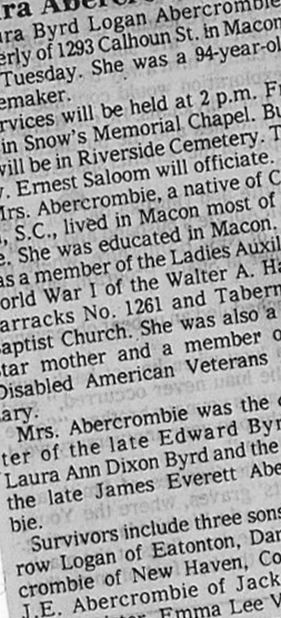 ra Abercrombie
ra Byrd Logan Abercrombie
erly of 1293 Calhoun St. in Macon
Tuesday. She was a 94-year-ol
emaker.
rvices will be held at 2 p.m. F
in Snow's Memorial Chapel. Bu
will be in Riverside Cemetery. T
. Ernest Saloom will officiate.
Mrs. Abercrombie, a native of C
, S.C., lived in Macon most of
e. She was educated in Macon.
as a member of the Ladies Auxil
orld War I of the Walter A. Ha
arracks No. 1261 and Tabern
aptist Church. She was also a
tar mother and a member o
Disabled American Veterans
ary.
Mrs. Abercrombie was the
ter of the late Edward Byr
Laura Ann Dixon Byrd and the
the late James Everett Abe
bie.
Survivors include three sons
row Logan of Eatonton, Dan
crombie of New Haven, Co
J.E. Abercrombie of Jack
Emma Lee V